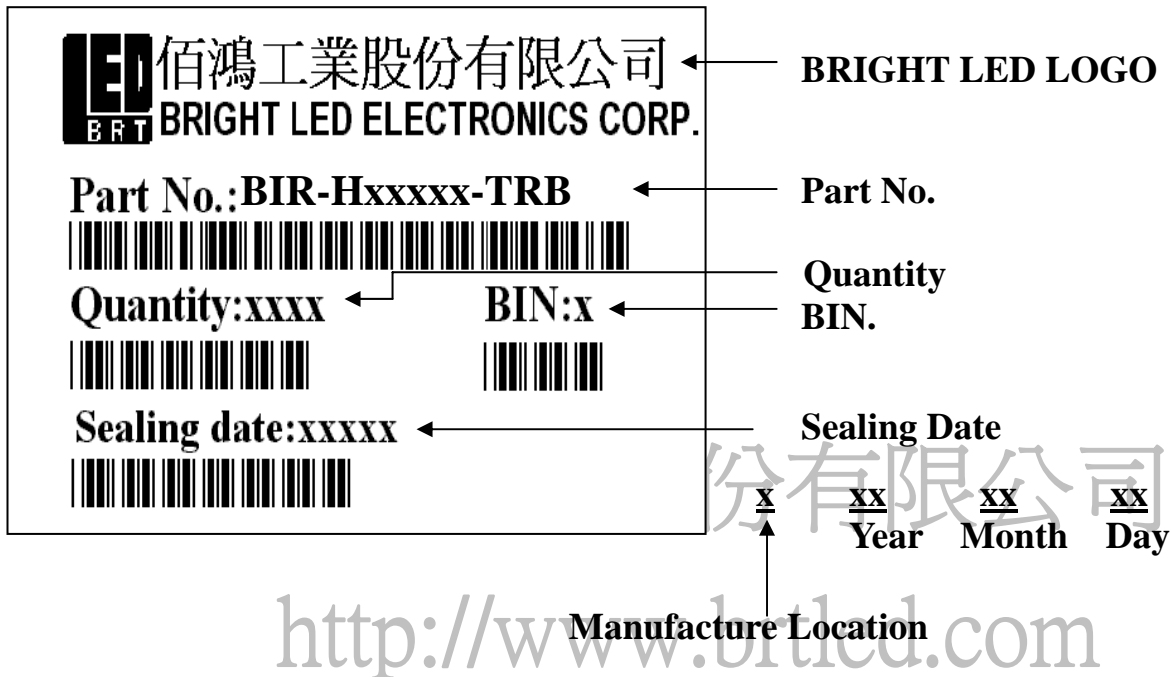 LED 佰鴻工業股份有限公司
BRT BRIGHT LED ELECTRONICS CORP.
BRIGHT LED LOGO
Part No.:BIR-Hxxxxx-TRB
Part No.
Quantity
Quantity:xxxx BIN:x
BIN.
Sealing date:xxxxx
Sealing Date
份有限公司
x xx xx xx
Year Month Day
Manufacture Location
http://www.brtled.com